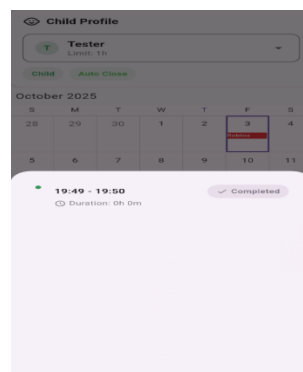 Child Profile
T
Tester
Limit: 1h
Child Auto Close
October 2025
S M T W T F S
28 29 30 1 2 3 4
Roblox
5 6 7 8 9 10 11
19:49 - 19:50
Completed
Duration: 0h 0m